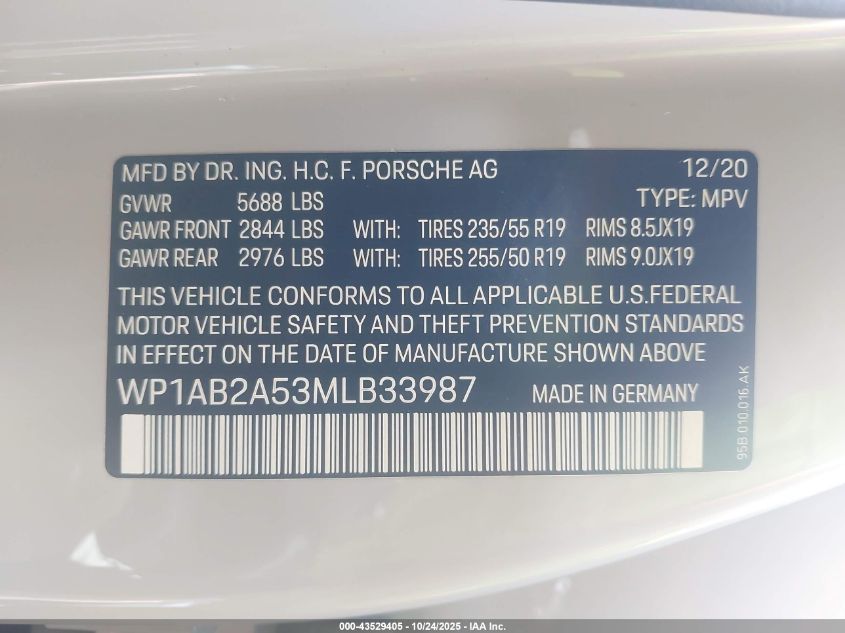 MFD BY DR. ING. H.C. F. PORSCHE AG 12/20
GVWR 5688 LBS TYPE: MPV
GAWR FRONT 2844 LBS WITH: TIRES 235/55 R19 RIMS 8.5JX19
GAWR REAR 2976 LBS WITH: TIRES 255/50 R19 RIMS 9.0JX19
THIS VEHICLE CONFORMS TO ALL APPLICABLE U.S.FEDERAL
MOTOR VEHICLE SAFETY AND THEFT PREVENTION STANDARDS
IN EFFECT ON THE DATE OF MANUFACTURE SHOWN ABOVE
WP1AB2A53MLB33987 MADE IN GERMANY
95B.010.016.AK
000-43529405 - 10/24/2025 - IAA Inc.